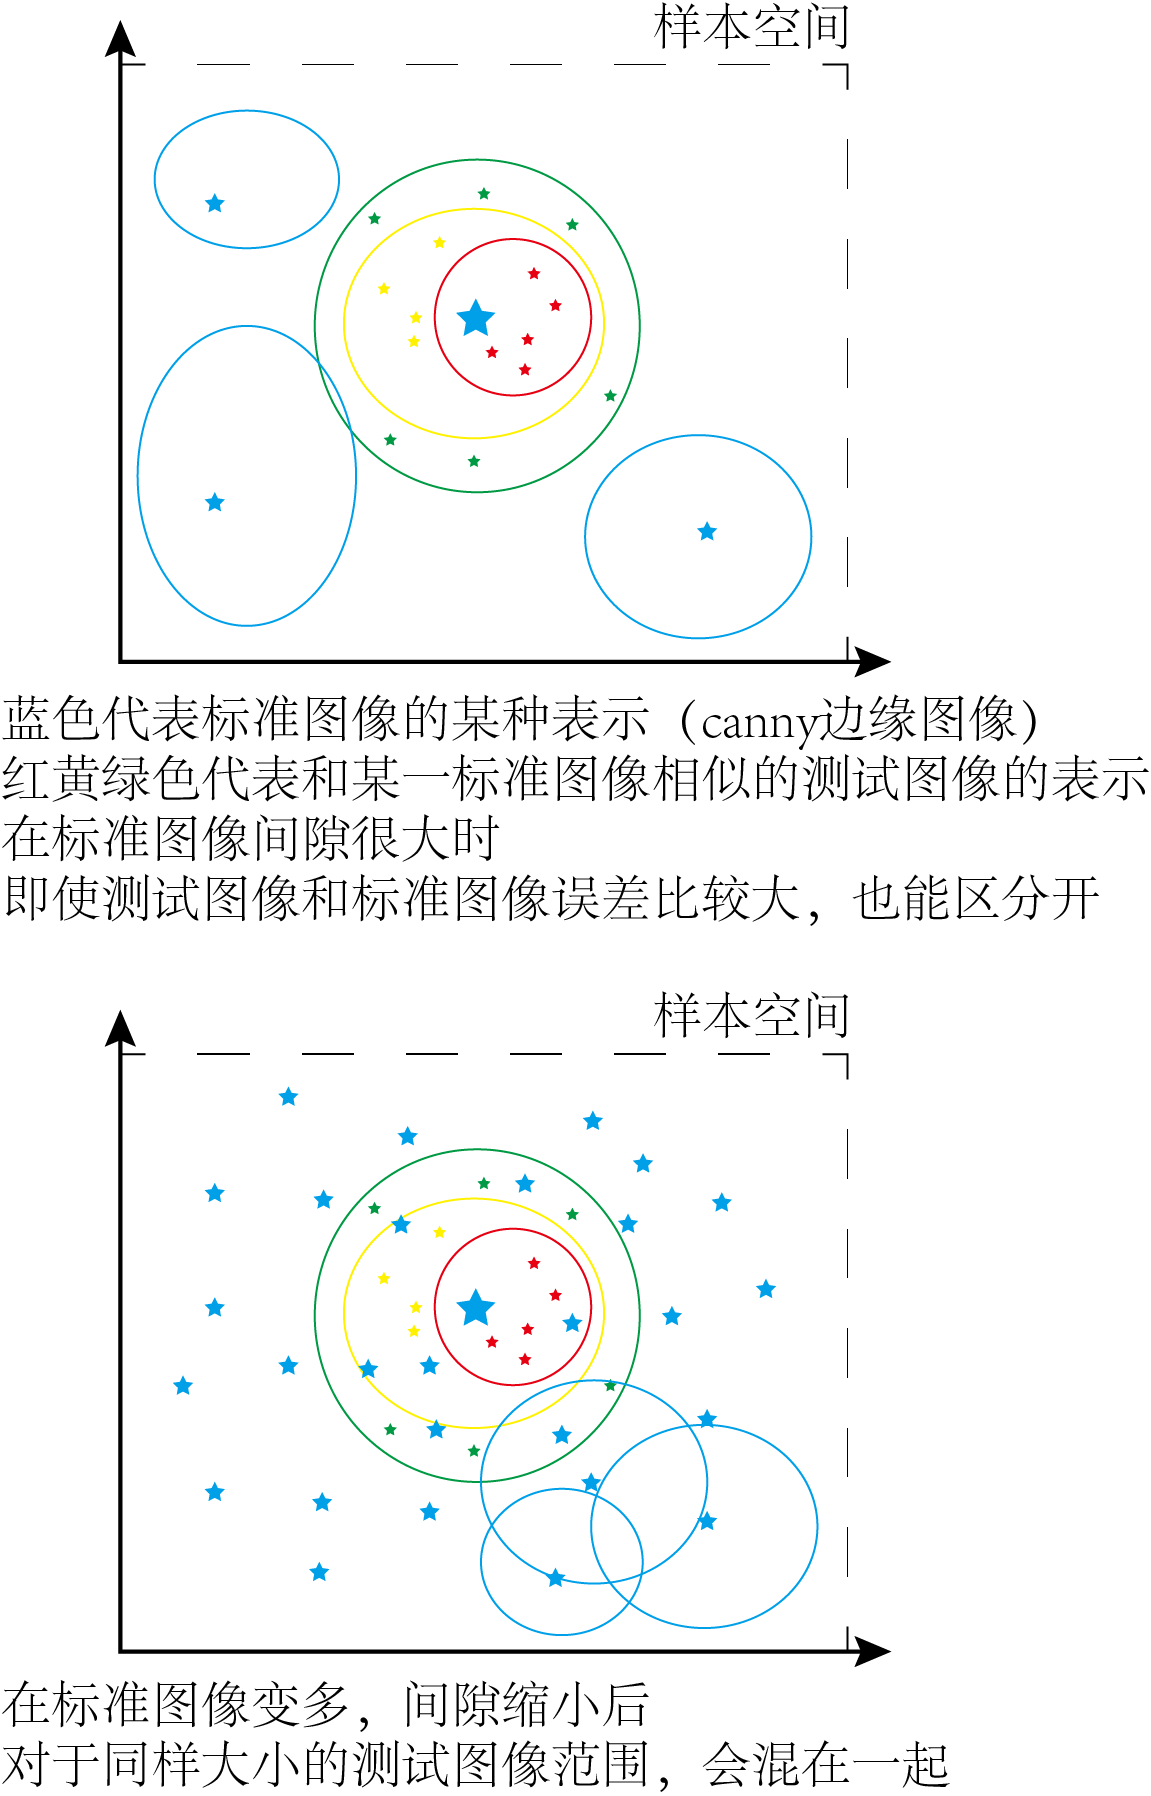 样本空间
蓝色代表标准图像的某种表示（canny边缘图像）
红黄绿色代表和某一标准图像相似的测试图像的表示
在标准图像间隙很大时
即使测试图像和标准图像误差比较大，也能区分开
样本空间
在标准图像变多，间隙缩小后
对于同样大小的测试图像范围，会混在一起